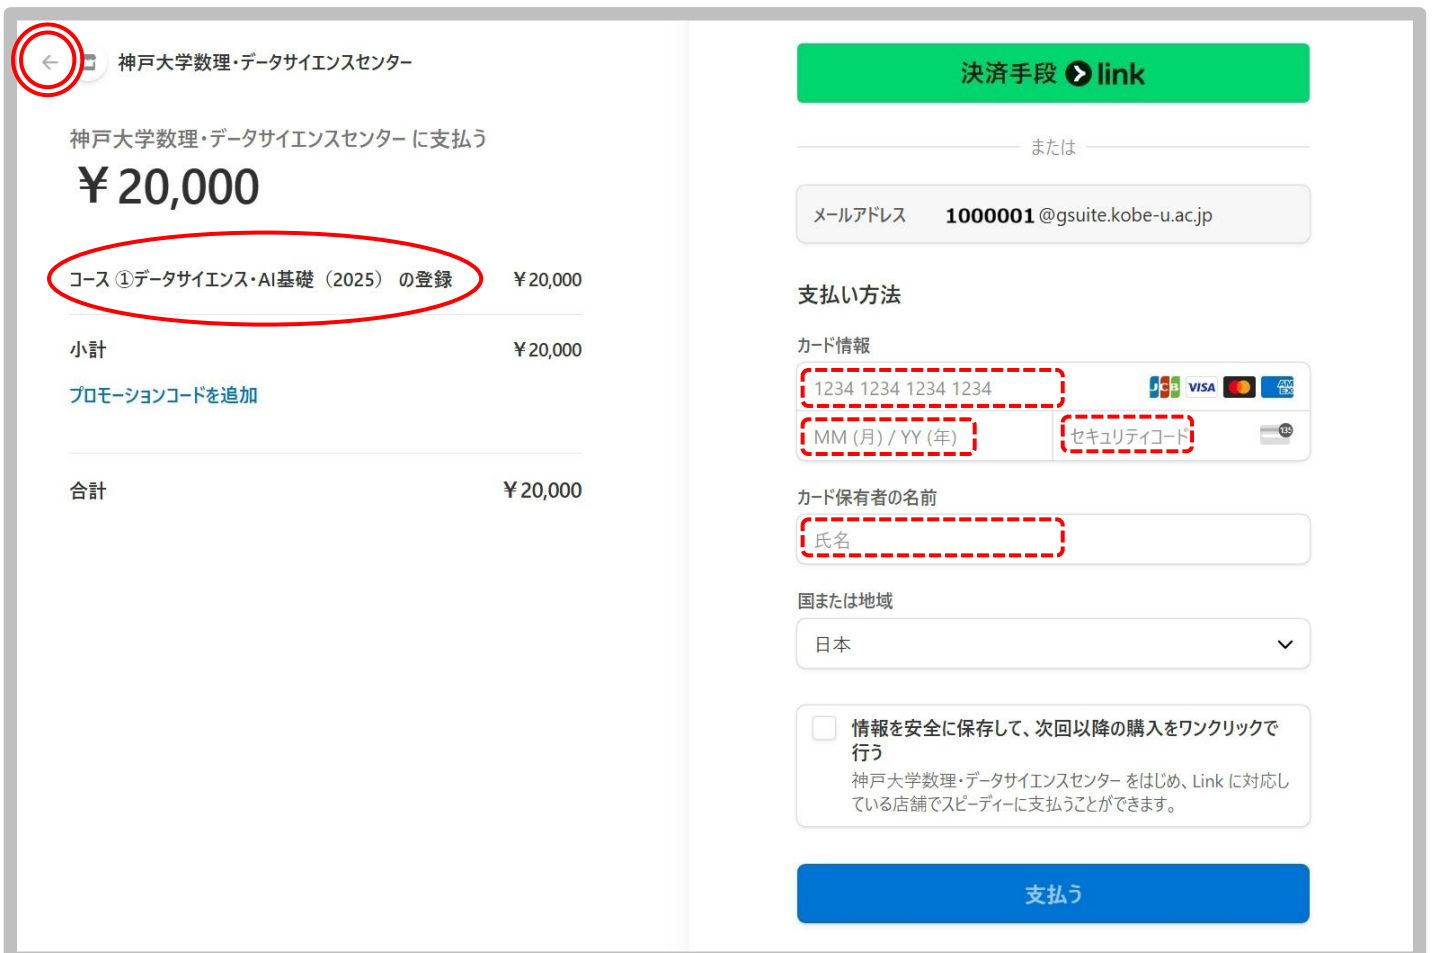 神戸大学数理・データサイエンスセンター
神戸大学数理・データサイエンスセンター に支払う
￥20,000
コース ①データサイエンス・AI基礎（2025） の登録 ￥20,000
小計 ￥20,000
プロモーションコードを追加
合計 ￥20,000
決済手段 link
または
メールアドレス 1000001@gsuite.kobe-u.ac.jp
支払い方法
カード情報
1234 1234 1234 1234 JCB VISA AM EX
MM (月) / YY (年) セキュリティコード 135
カード保有者の名前
氏名
国または地域
日本
情報を安全に保存して、次回以降の購入をワンクリックで
行う
神戸大学数理・データサイエンスセンター をはじめ、Link に対応し
ている店舗でスピーディーに支払うことができます。
支払う